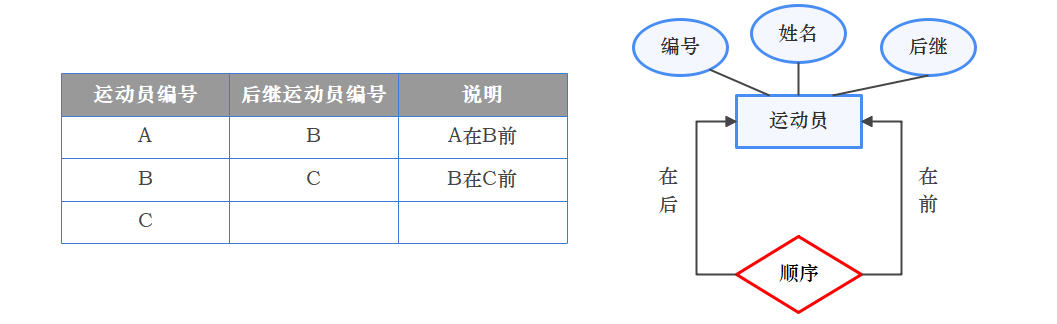 运动员编号 后继运动员编号 说明
A B A在B前
B C B在C前
C
编号 姓名 后继
运动员
在后
在前
顺序